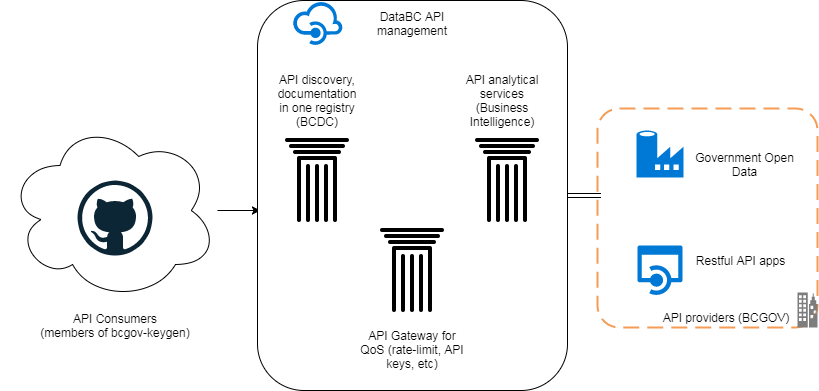 DataBC API
management
API discovery,
documentation
in one registry
(BCDC)
API analytical
services
(Business
Intelligence)
API Gateway for
QoS (rate-limit, API
keys, etc)
API Consumers
(members of bcgov-keygen)
Government Open
Data
Restful API apps
API providers (BCGOV)